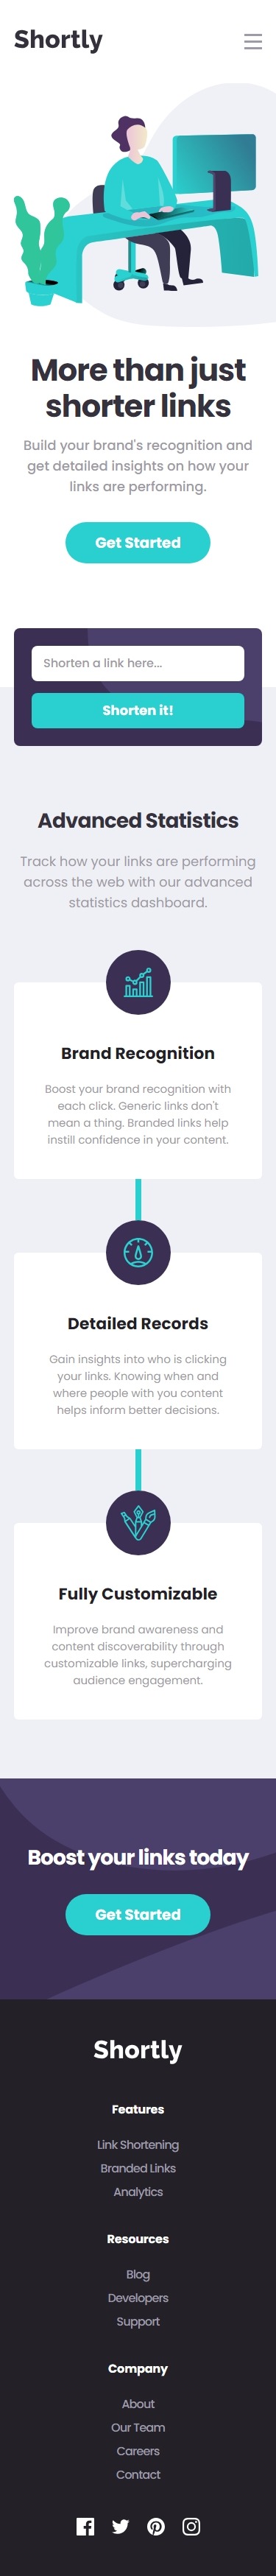 Shortly
More than just
shorter links
Build your brand's recognition and
get detailed insights on how your
links are performing.
Get Started
Shorten a link here...
Shorten it!
Advanced Statistics
Track how your links are performing
across the web with our advanced
statistics dashboard.
Brand Recognition
Boost your brand recognition with
each click. Generic links don't
mean a thing. Branded links help
instill confidence in your content.
Detailed Records
Gain insights into who is clicking
your links. Knowing when and
where people with you content
helps inform better decisions.
Fully Customizable
Improve brand awareness and
content discoverability through
customizable links, supercharging
audience engagement.
Boost your links today
Get Started
Shortly
Features
Link Shortening
Branded Links
Analytics
Resources
Blog
Developers
Support
Company
About
Our Team
Careers
Contact